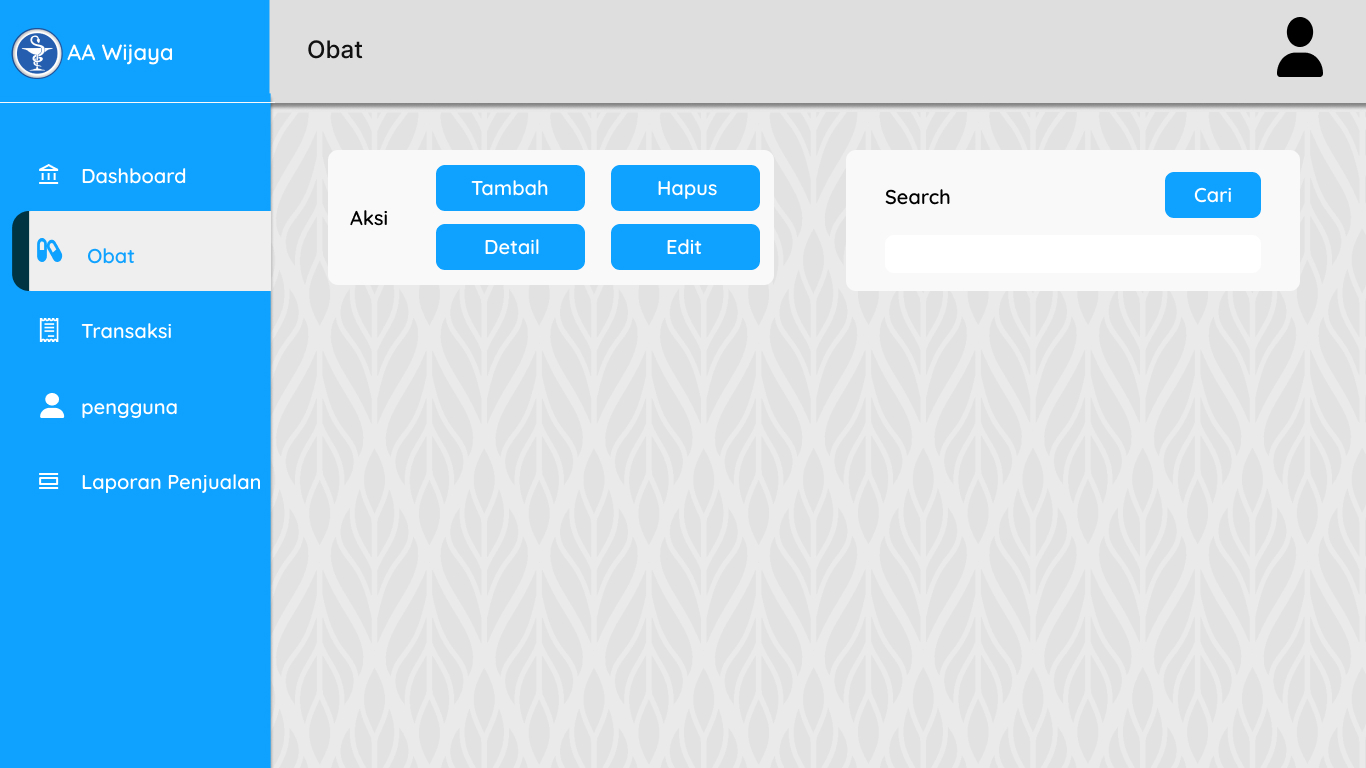 AA Wijaya
Obat
Dashboard
Obat
Transaksi
pengguna
Laporan Penjualan
Aksi
Tambah
Hapus
Detail
Edit
Search
Cari